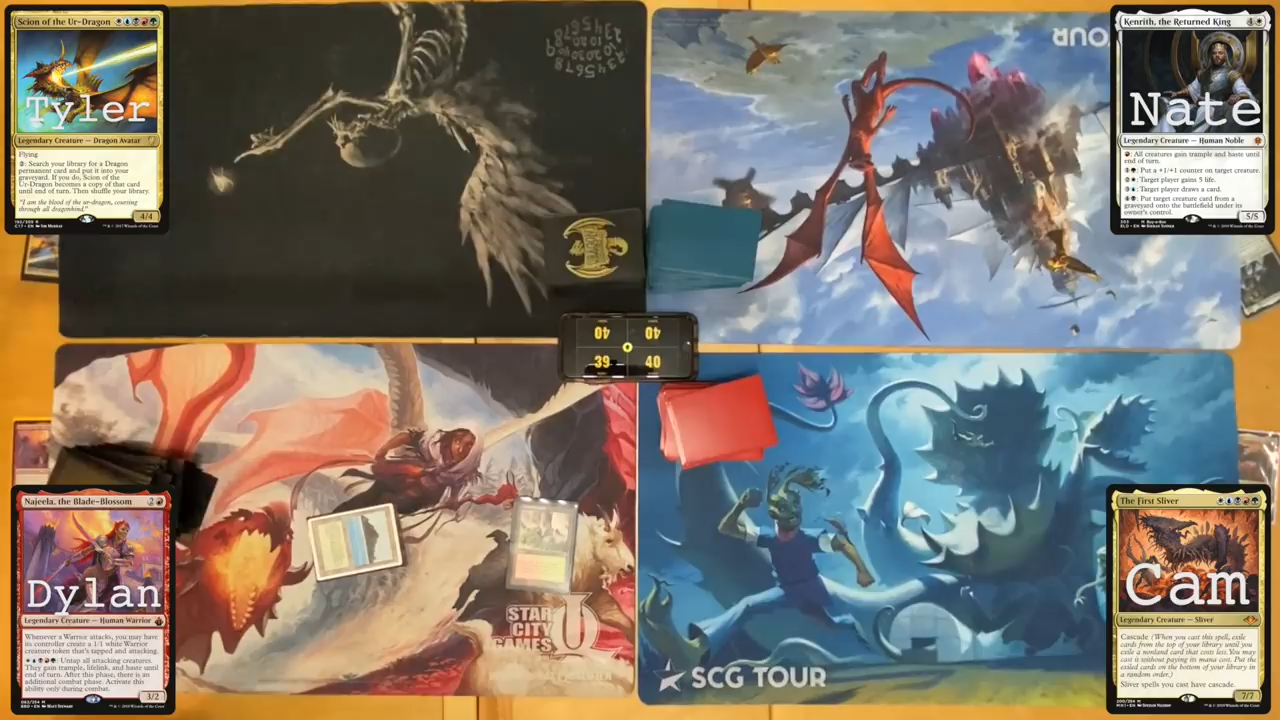 Scion of the Ur-Dragon
Tyler
Legendary Creature — Dragon Avatar
Flying
2: Search your library for a Dragon
permanent card and put it into your
graveyard. If you do, Scion of the
Ur-Dragon becomes a copy of that card
until end of turn. Then shuffle your library.
"I am the blood of the ur-dragon, coursing
through all dragonkind."
4/4
Kenrith, the Returned King
4
Nate
Legendary Creature — Human Noble
: All creatures gain trample and haste until
end of turn.
: Put a +1/+1 counter on target creature.
: Target player gains 5 life.
: Target player draws a card.
: Put target creature card from a
graveyard onto the battlefield under its
owner's control.
5/5
OUR
40
40
39
40
Najeela, the Blade-Blossom
2
Dylan
Legendary Creature — Human Warrior
Whenever a Warrior attacks, you may have
its controller create a 1/1 white Warrior
creature token that's tapped and attacking.
: Untap all attacking creatures.
They gain trample, lifelink, and haste until
end of turn. After this phase, there is an
additional combat phase. Activate this
ability only during combat.
3/2
STAR
CITY
GAMES
SCG TOUR
The First Sliver
Cam
Legendary Creature — Sliver
Cascade (When you cast this spell, exile
cards from the top of your library until you
exile a nonland card that costs less. You may
cast it without paying its mana cost. Put the
exiled cards on the bottom of your library in
a random order.)
Sliver spells you cast have cascade.
7/7